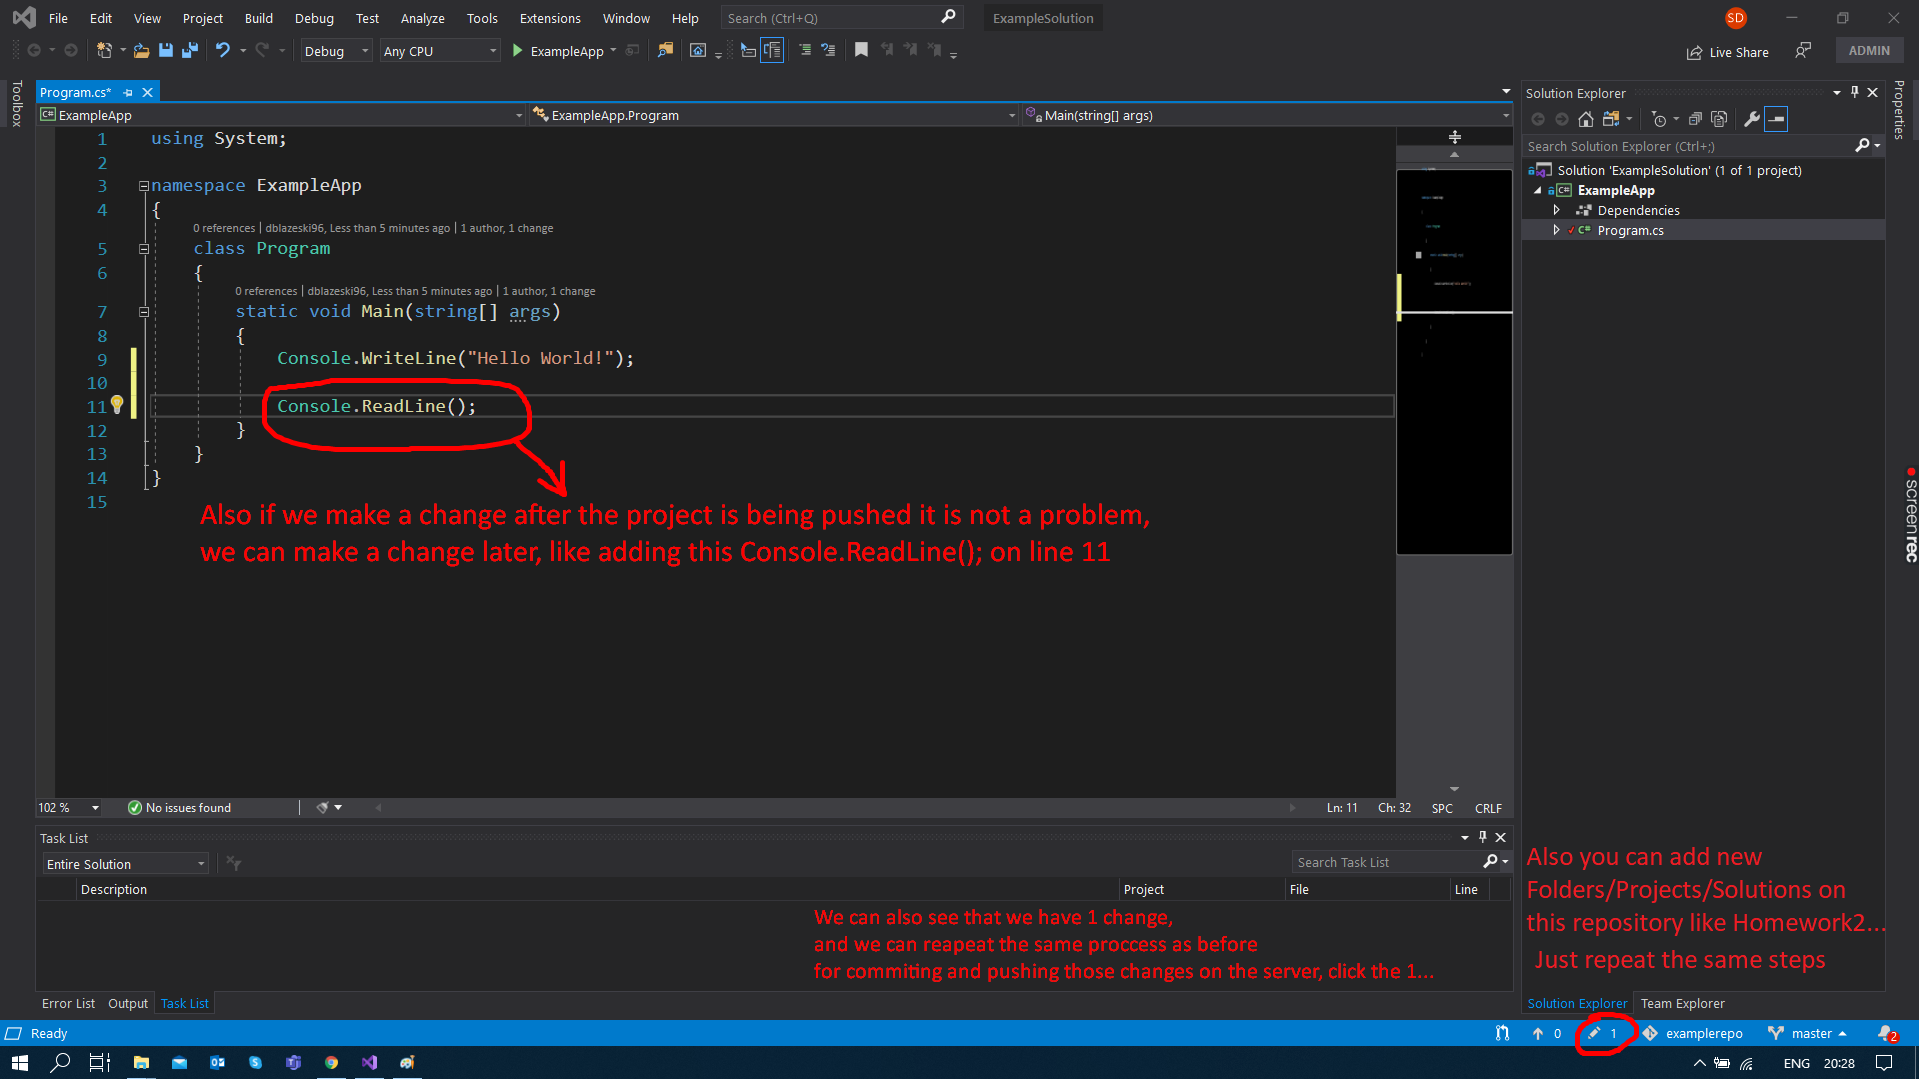 File Edit View Project Build Debug Test Analyze Tools Extensions Window Help Search (Ctrl+Q) ExampleSolution SD
Debug Any CPU ExampleApp Live Share ADMIN
Toolbox
Program.cs*
ExampleApp ExampleApp.Program Main(string[] args)
1 using System;
2
3 namespace ExampleApp
4 {
0 references | dblazeski96, Less than 5 minutes ago | 1 author, 1 change
5 class Program
6 {
0 references | dblazeski96, Less than 5 minutes ago | 1 author, 1 change
7 static void Main(string[] args)
8 {
9 Console.WriteLine("Hello World!");
10
11 Console.ReadLine();
12 }
13 }
14 }
15
Also if we make a change after the project is being pushed it is not a problem,
we can make a change later, like adding this Console.ReadLine(); on line 11
102 % No issues found Ln: 11 Ch: 32 SPC CRLF
Solution Explorer
Search Solution Explorer (Ctrl+;)
Solution 'ExampleSolution' (1 of 1 project)
C# ExampleApp
Dependencies
C# Program.cs
Properties
screenrec
Task List
Entire Solution Search Task List
Description Project File Line
We can also see that we have 1 change,
and we can reapeat the same proccess as before
for commiting and pushing those changes on the server, click the 1...
Also you can add new
Folders/Projects/Solutions on
this repository like Homework2...
Just repeat the same steps
Error List Output Task List
Solution Explorer Team Explorer
Ready 0 1 examplerepo master 2
ENG 20:28